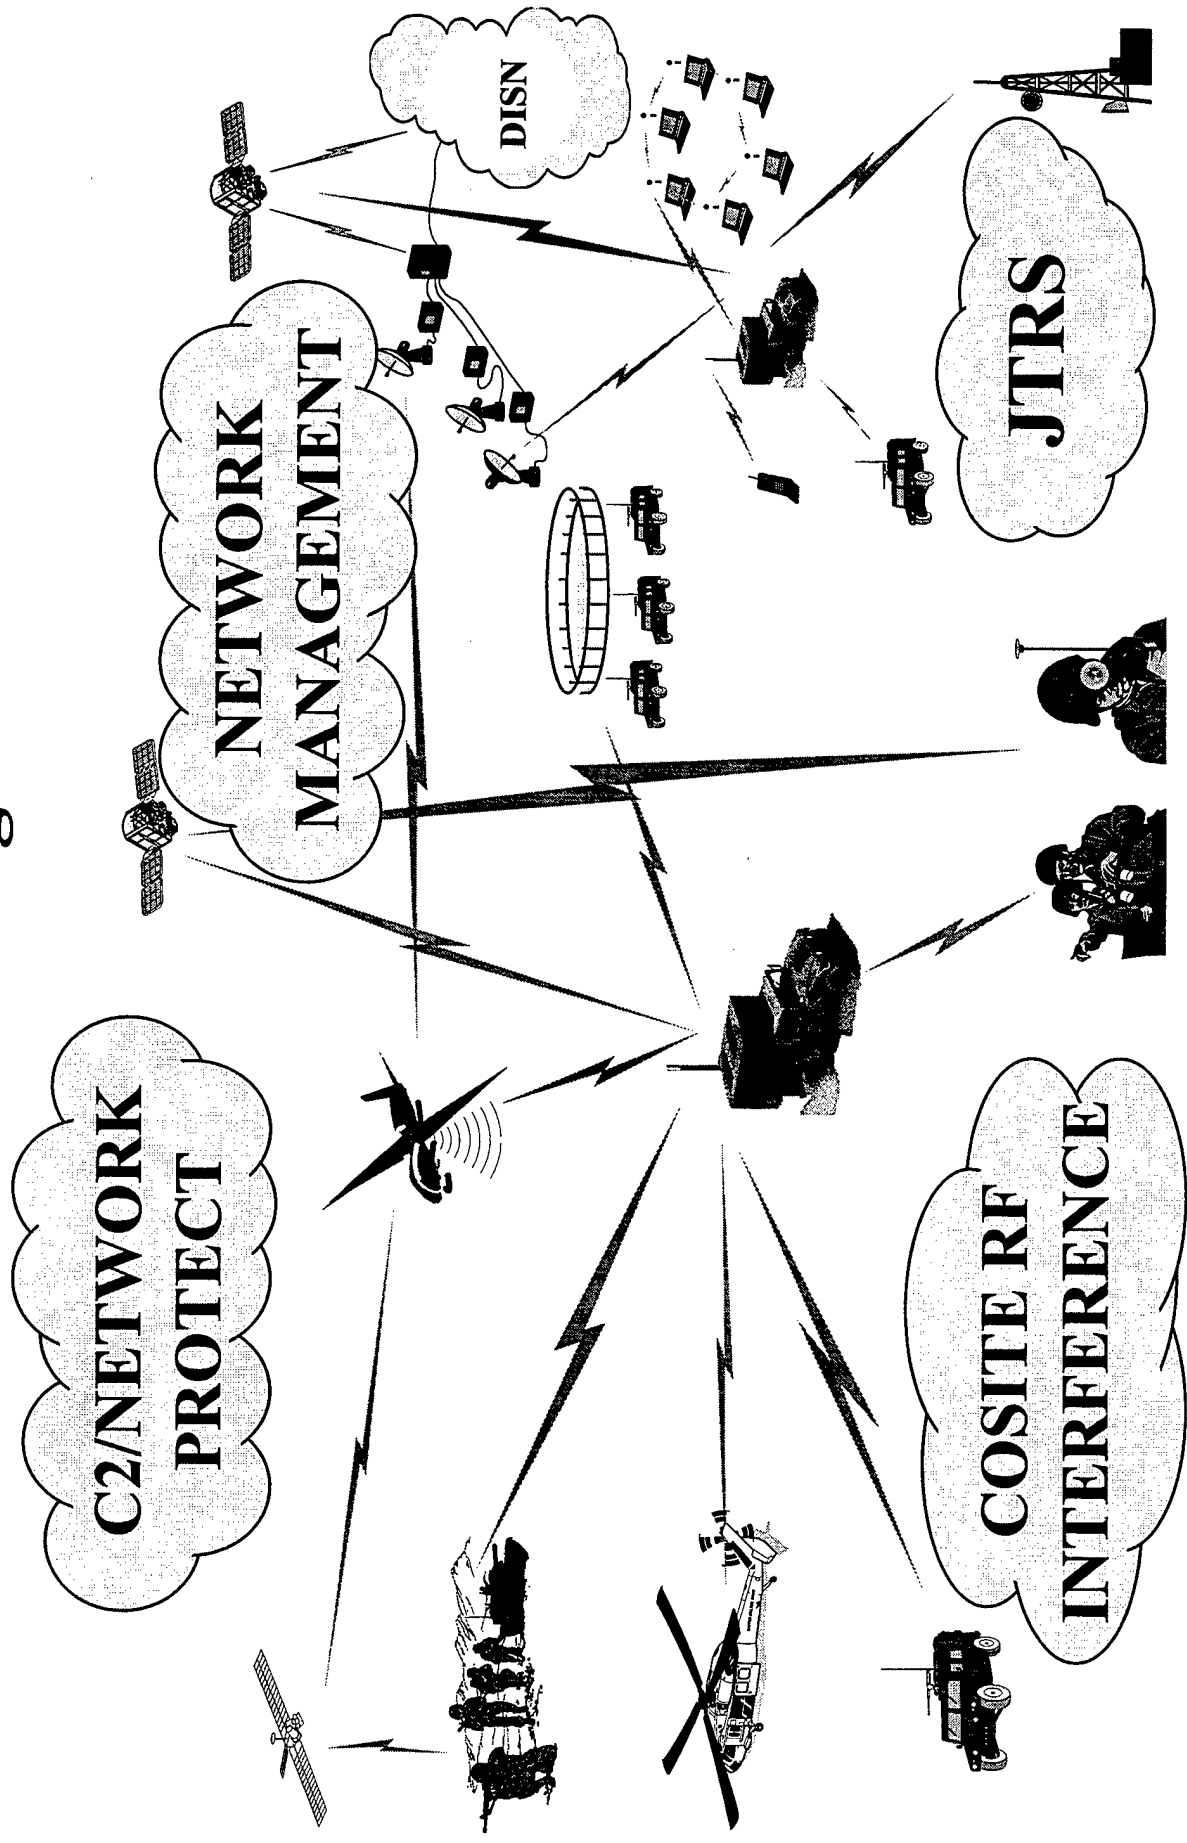 C2/NETWORK
PROTECT
NETWORK
MANAGEMENT
DISN
COSITE RF
INTERFERENCE
JTRS